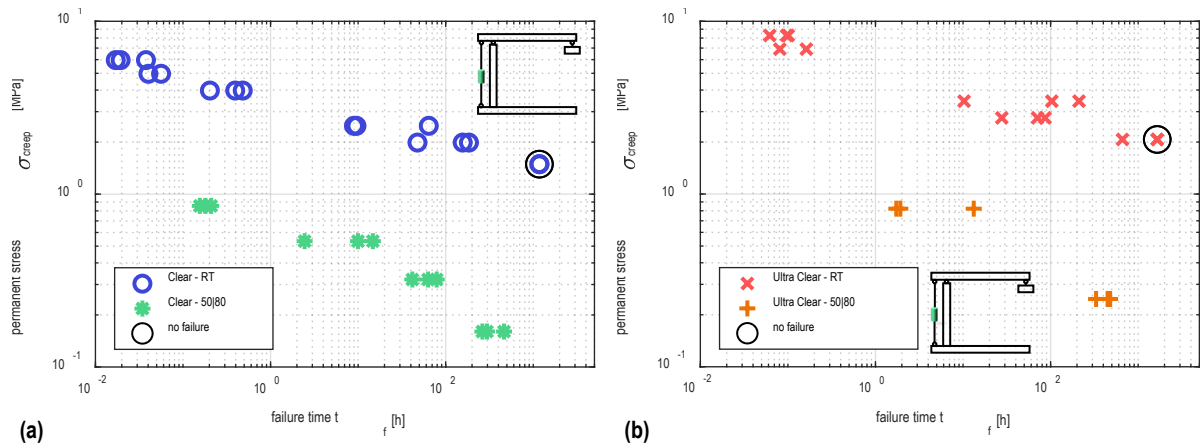 10^1
10^0
10^-1
σ creep [MPa]
permanent stress
Clear - RT
Clear - 50|80
no failure
10^-2 10^0 10^2
failure time t_f [h]
(a)
10^1
10^0
10^-1
σ creep [MPa]
permanent stress
Ultra Clear - RT
Ultra Clear - 50|80
no failure
10^-2 10^0 10^2
failure time t_f [h]
(b)